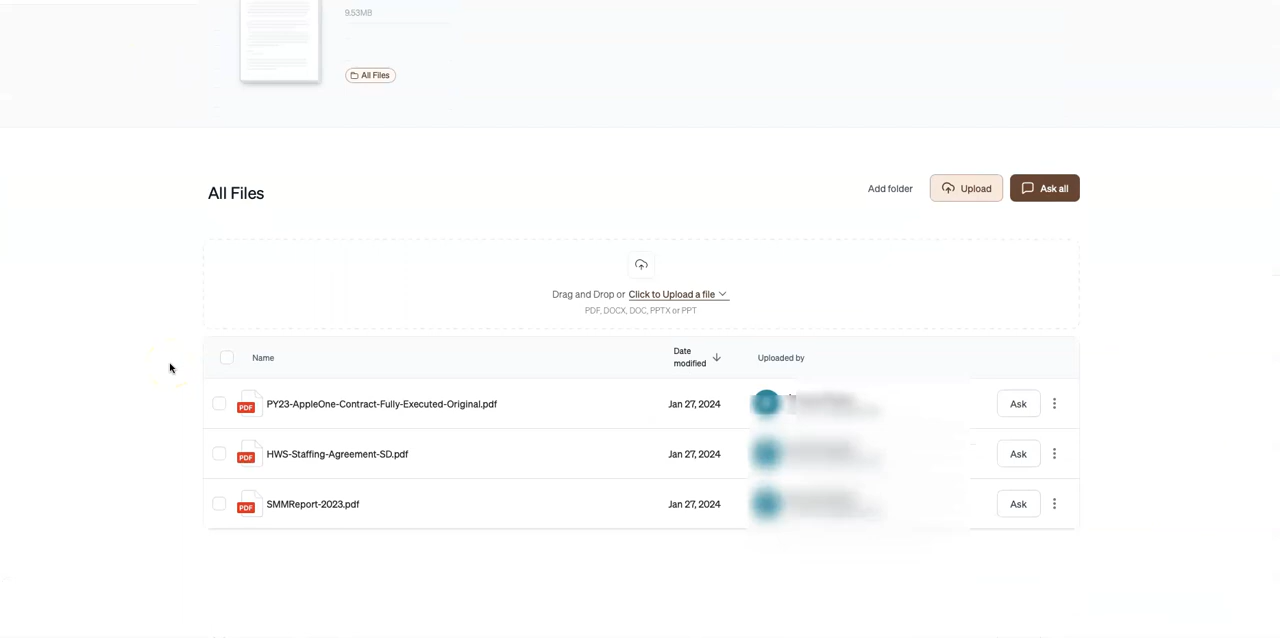 9.53MB
All Files
All Files
Add folder
Upload
Ask all
Drag and Drop or Click to Upload a file
PDF, DOCX, DOC, PPTX or PPT
Name
Date modified
Uploaded by
PDF
PY23-AppleOne-Contract-Fully-Executed-Original.pdf
Jan 27, 2024
Ask
PDF
HWS-Staffing-Agreement-SD.pdf
Jan 27, 2024
Ask
PDF
SMMReport-2023.pdf
Jan 27, 2024
Ask